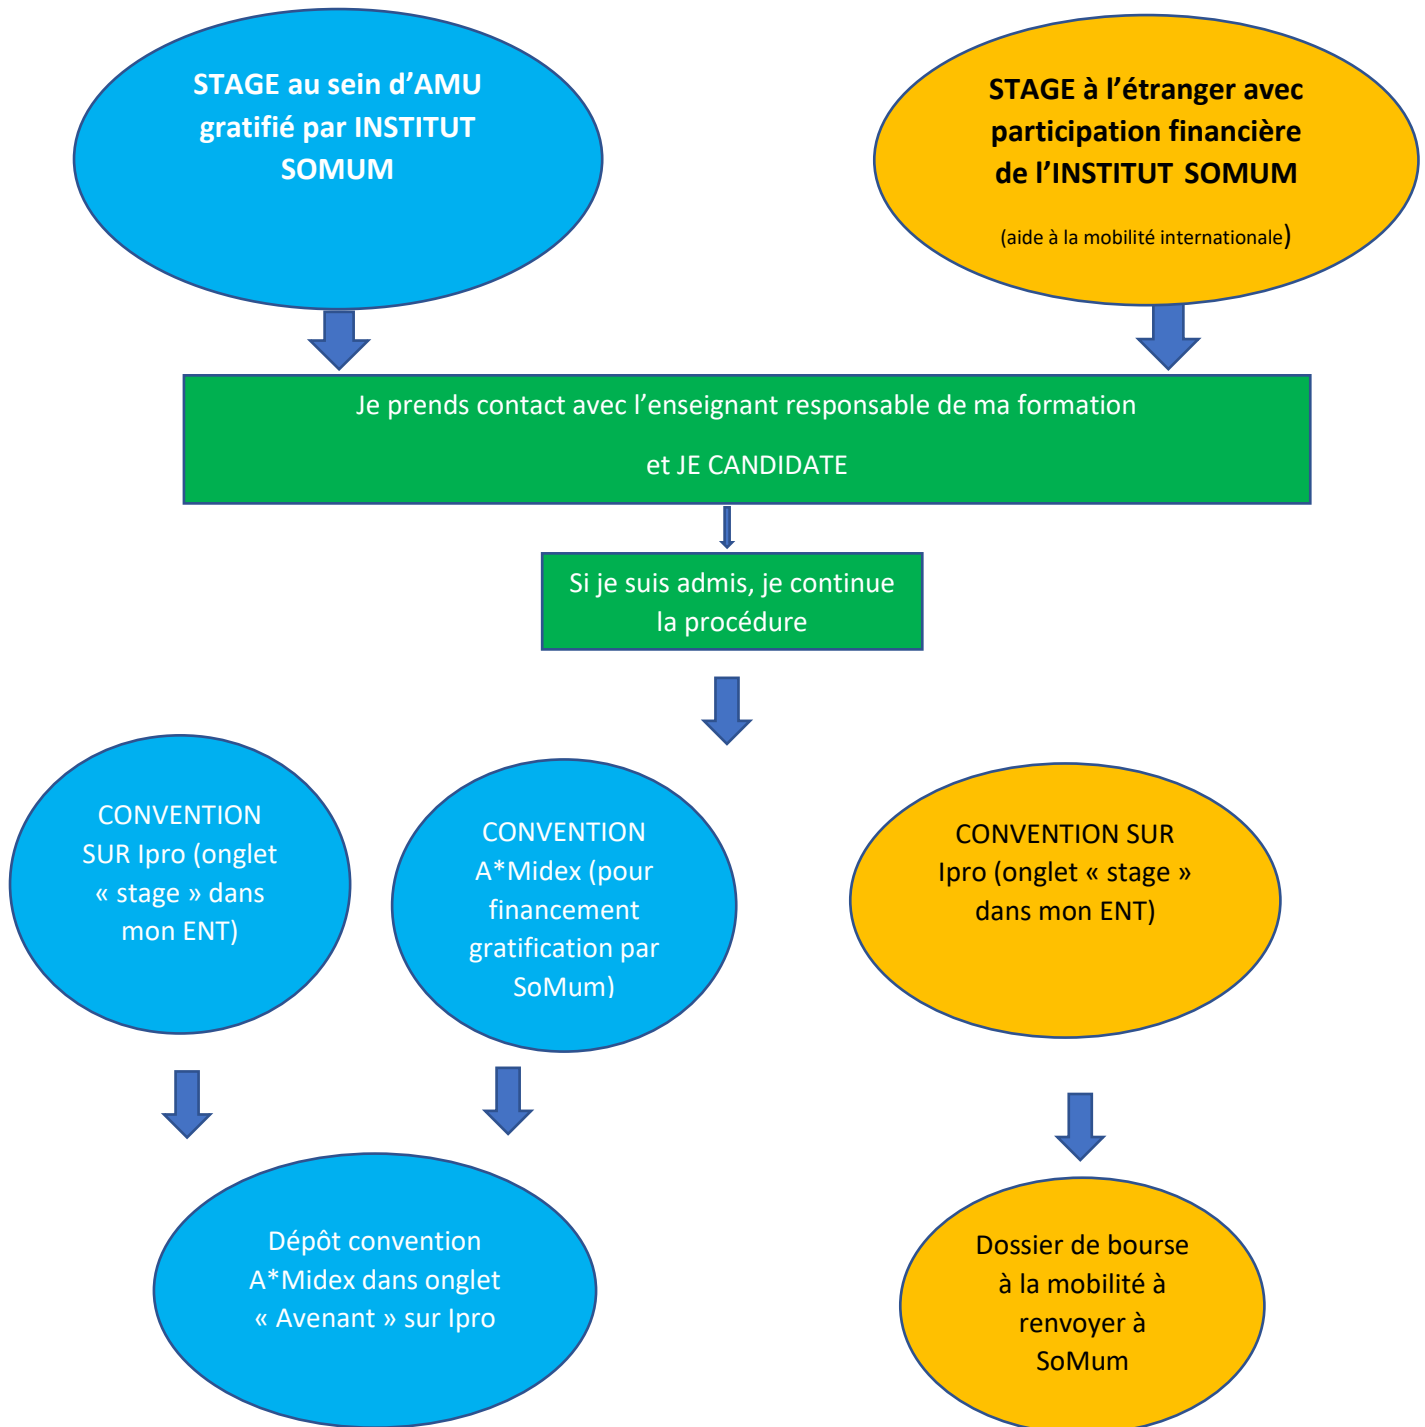 STAGE au sein d’AMU
gratifié par INSTITUT
SOMUM
STAGE à l’étranger avec
participation financière
de l’INSTITUT SOMUM
(aide à la mobilité internationale)
Je prends contact avec l’enseignant responsable de ma formation
et JE CANDIDATE
Si je suis admis, je continue
la procédure
CONVENTION
SUR Ipro (onglet
« stage » dans
mon ENT)
CONVENTION
A*Midex (pour
financement
gratification par
SoMum)
CONVENTION SUR
Ipro (onglet « stage »
dans mon ENT)
Dépôt convention
A*Midex dans onglet
« Avenant » sur Ipro
Dossier de bourse
à la mobilité à
renvoyer à
SoMum